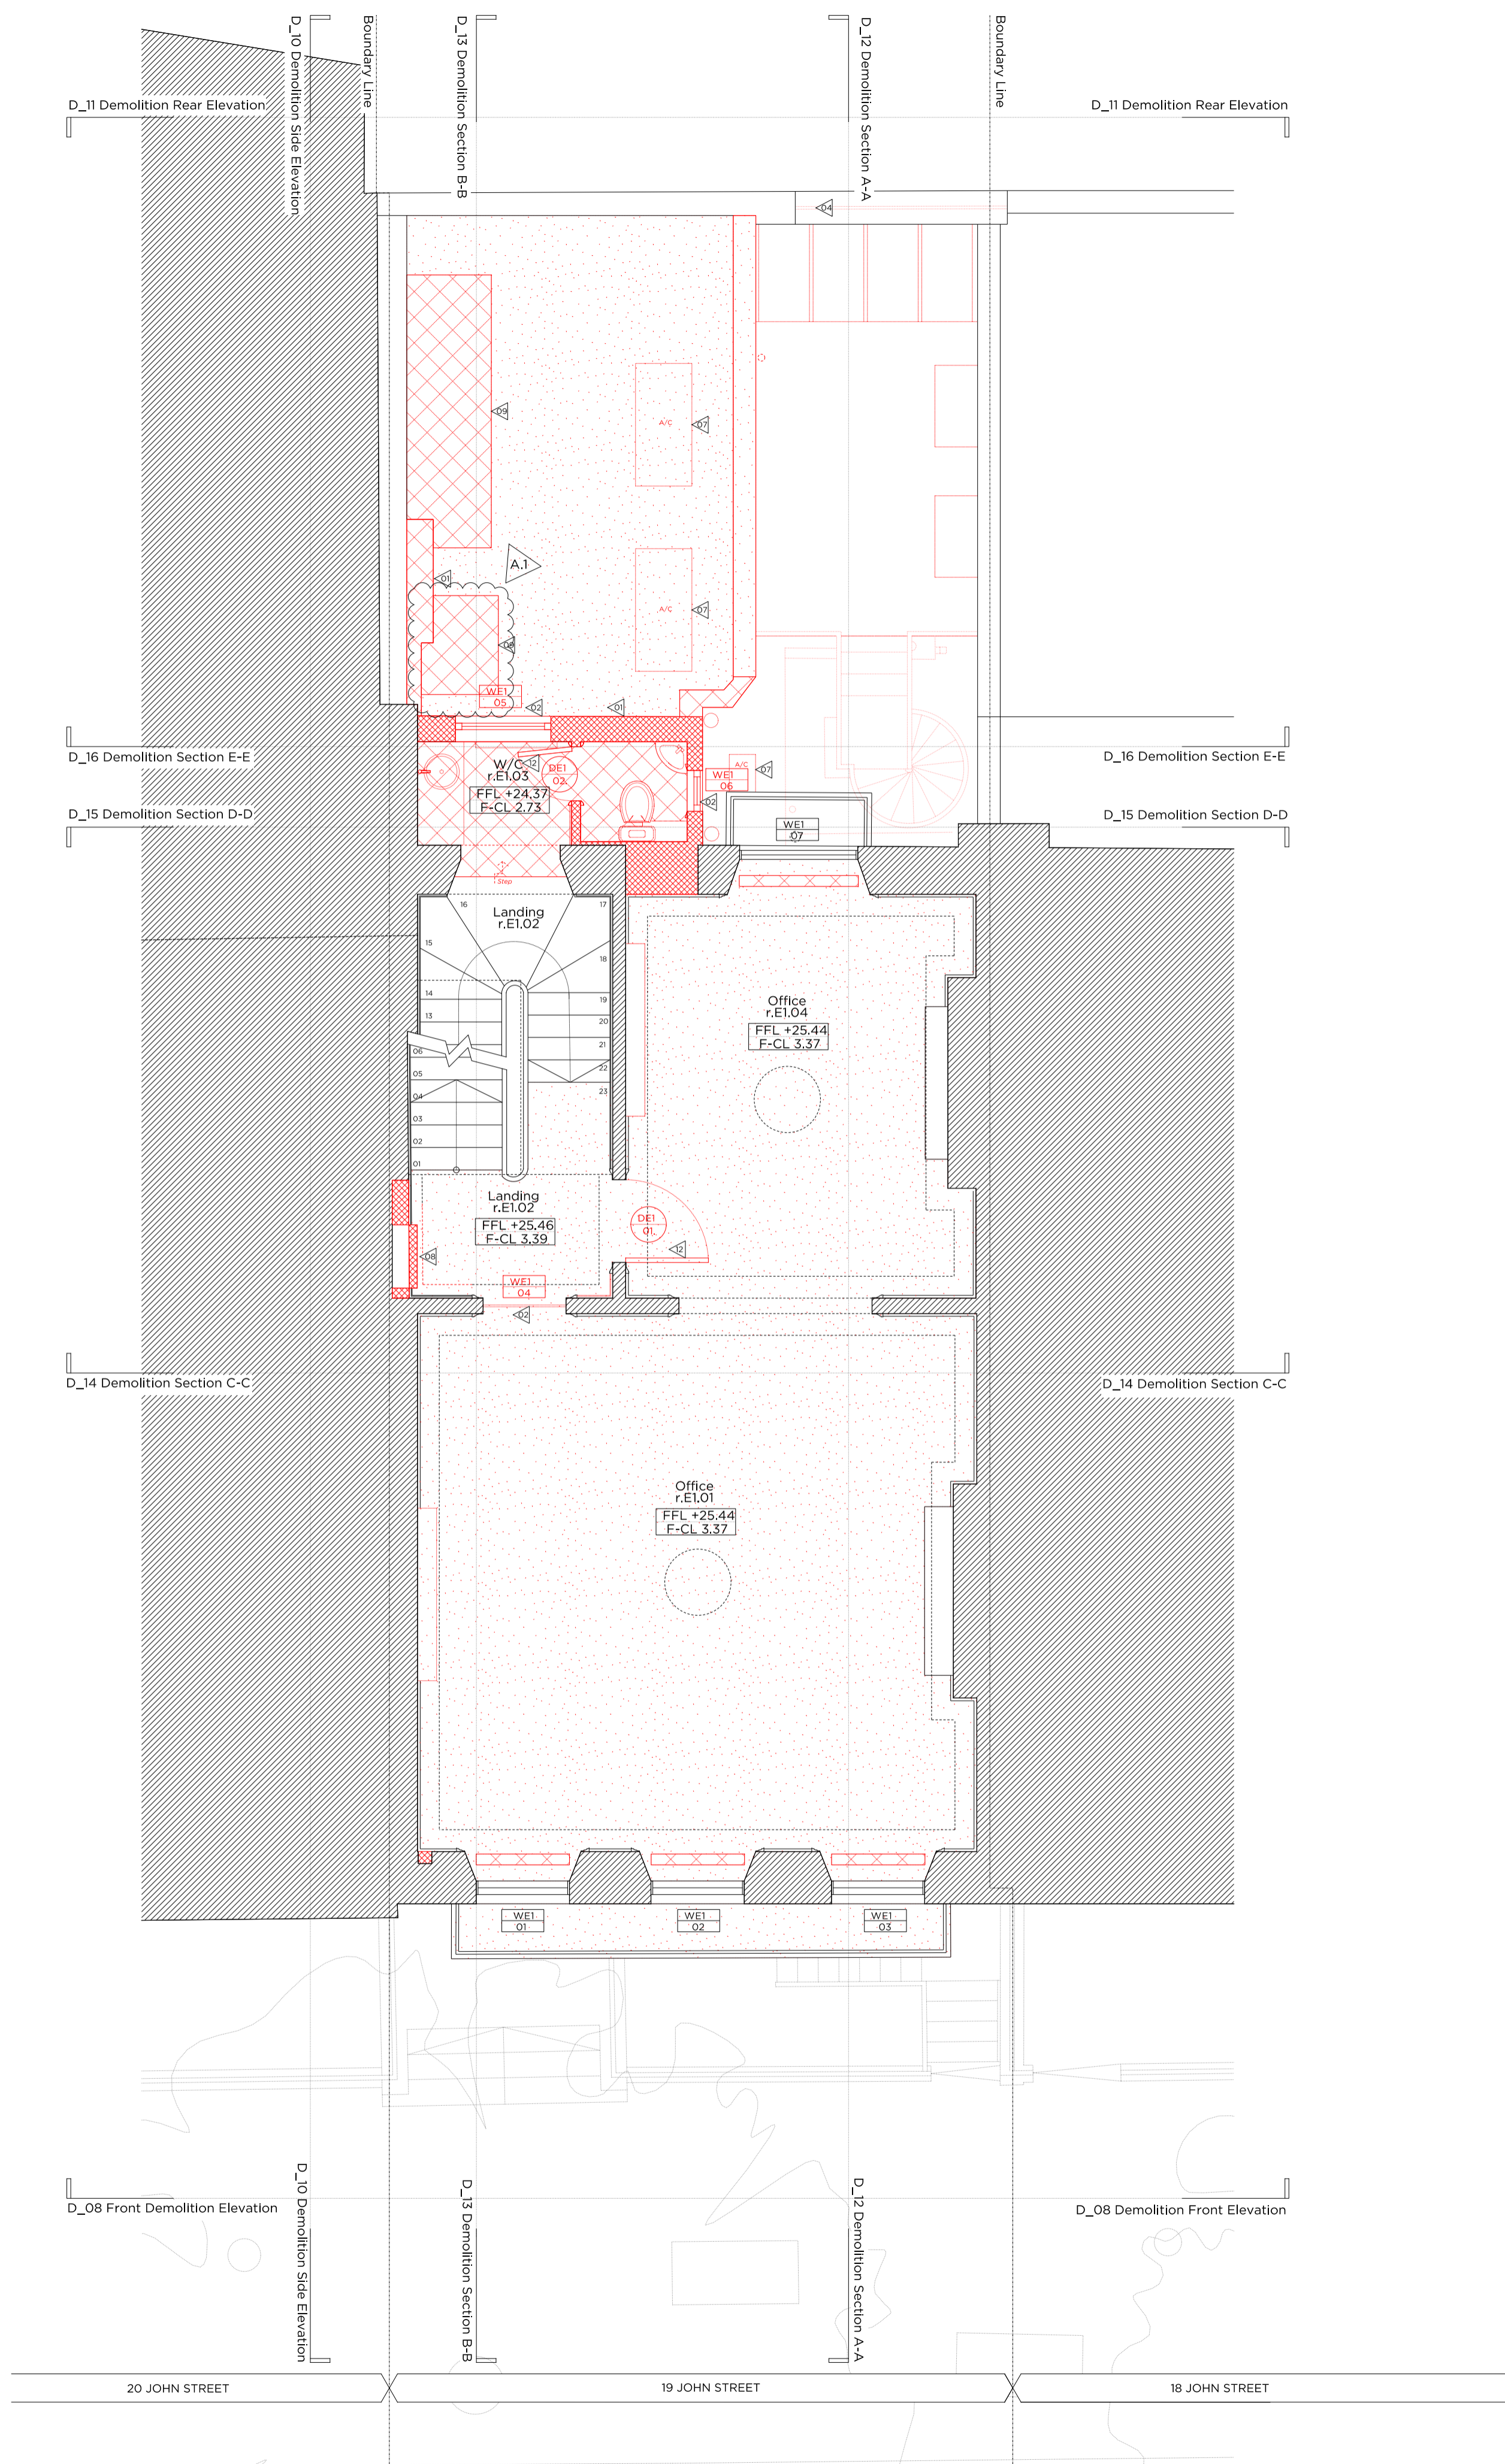 D_10 Demolition Side Elevation
Boundary Line
D_13 Demolition Section B-B
D_12 Demolition Section A-A
Boundary Line
D_11 Demolition Rear Elevation
D_11 Demolition Rear Elevation
04
09
A/C
07
A.1
01
A/C
07
09
WE1
05
02
01
D_16 Demolition Section E-E
D_16 Demolition Section E-E
W/C
r.E1.03
12
DE1
02
FFL +24.37
F-CL 2.73
A/C
07
WE1
06
02
D_15 Demolition Section D-D
D_15 Demolition Section D-D
WE1
07
Step
Landing
r.E1.02
16
17
15
18
14
19
13
20
21
06
22
05
23
04
03
02
01
Office
r.E1.04
FFL +25.44
F-CL 3.37
Landing
r.E1.02
FFL +25.46
F-CL 3.39
DE1
01
12
08
WE1
04
02
D_14 Demolition Section C-C
D_14 Demolition Section C-C
Office
r.E1.01
FFL +25.44
F-CL 3.37
WE1
01
WE1
02
WE1
03
D_10 Demolition Side Elevation
D_13 Demolition Section B-B
D_12 Demolition Section A-A
D_08 Front Demolition Elevation
D_08 Demolition Front Elevation
20 JOHN STREET
19 JOHN STREET
18 JOHN STREET